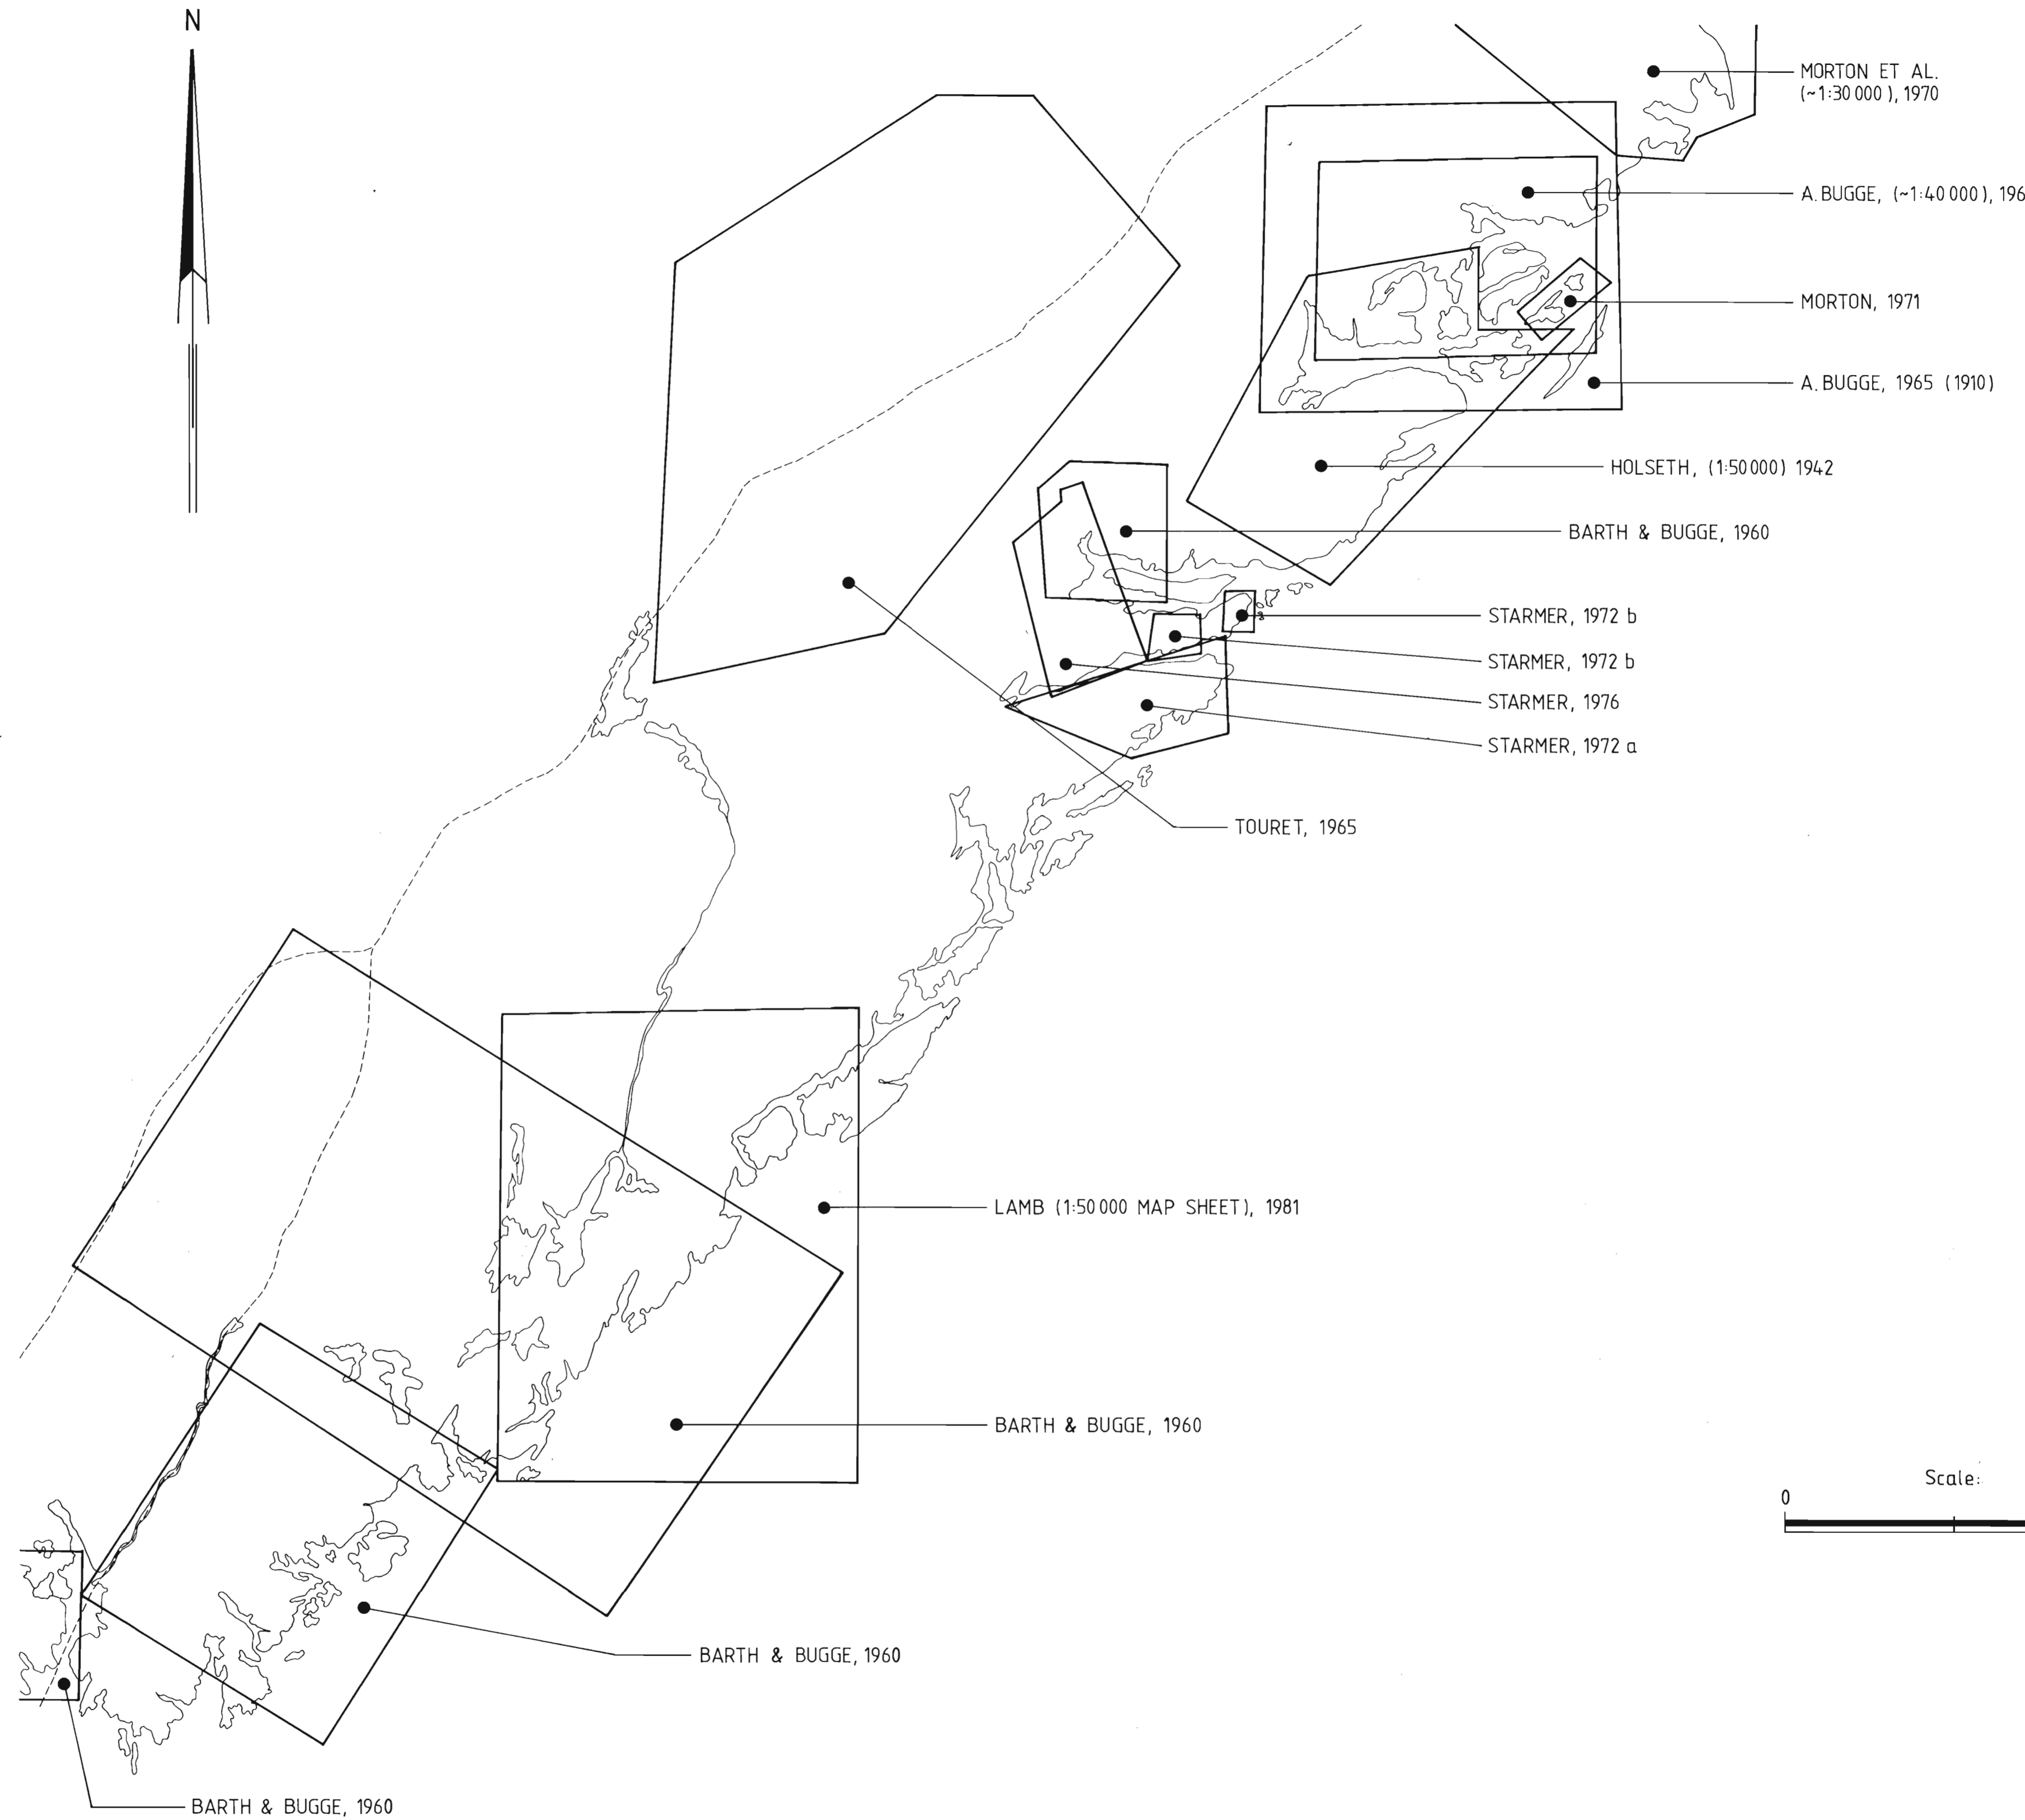 N
MORTON ET AL.
(~1:30 000 ), 1970
A. BUGGE, (~1:40 000), 196
MORTON, 1971
A. BUGGE, 1965 (1910)
HOLSETH, (1:50 000) 1942
BARTH & BUGGE, 1960
STARMER, 1972 b
STARMER, 1972 b
STARMER, 1976
STARMER, 1972 a
TOURET, 1965
LAMB (1:50 000 MAP SHEET), 1981
BARTH & BUGGE, 1960
Scale:
0
BARTH & BUGGE, 1960
BARTH & BUGGE, 1960